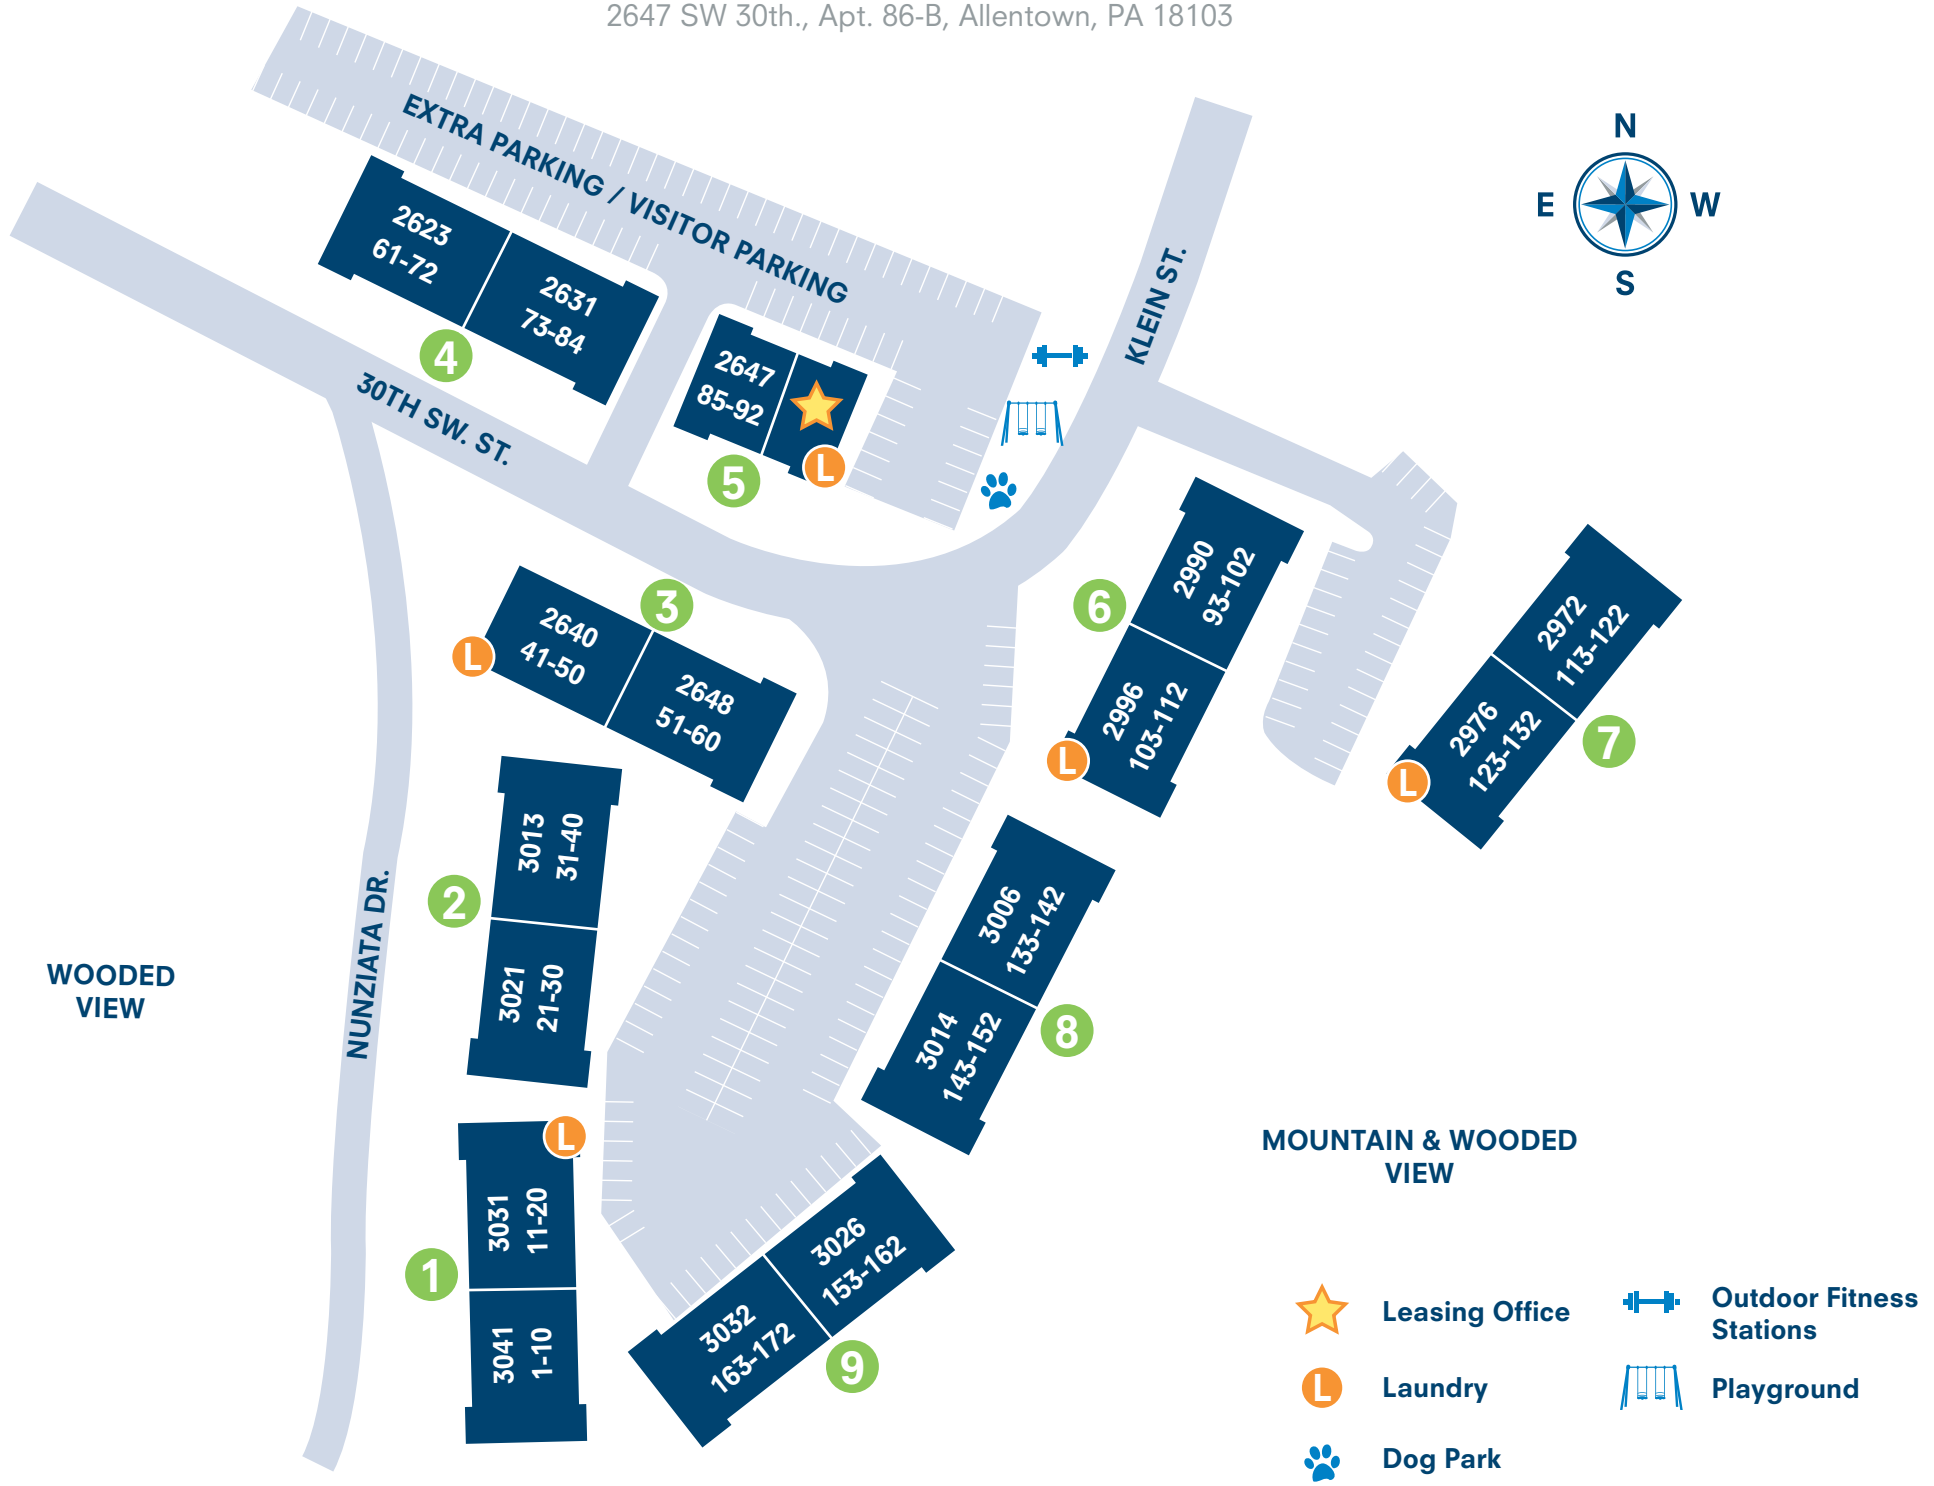 2647 SW 30th., Apt. 86-B, Allentown, PA 18103
EXTRA PARKING / VISITOR PARKING
N
E
W
S
KLEIN ST.
2623
61-72
2631
73-84
4
30TH SW. ST.
2647
85-92
L
5
2640
41-50
2648
51-60
3
L
2990
93-102
2996
103-112
6
L
2972
113-122
2976
123-132
7
L
3013
31-40
3021
21-30
2
NUNZIATA DR.
WOODED
VIEW
3006
133-142
3014
143-152
8
L
3031
11-20
3041
1-10
1
3026
153-162
3032
163-172
9
MOUNTAIN & WOODED
VIEW
Leasing Office
L
Laundry
Dog Park
Outdoor Fitness
Stations
Playground